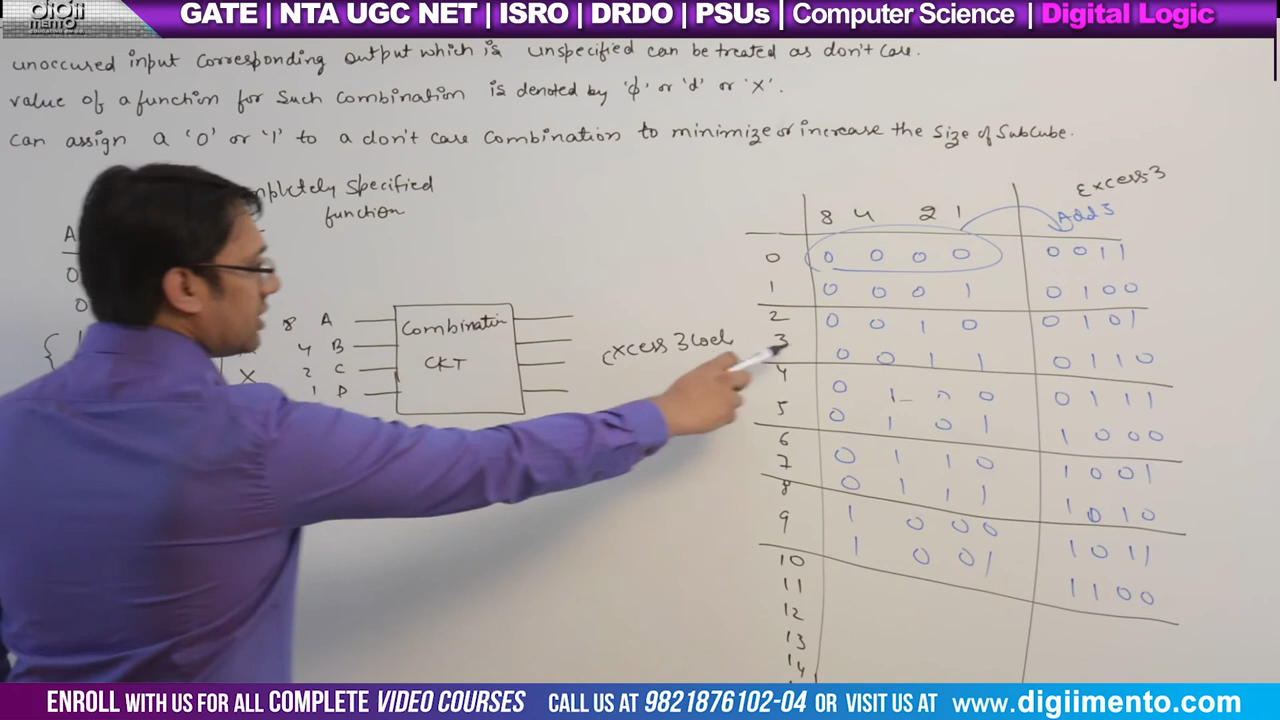 digiimento
GATE | NTA UGC NET | ISRO | DRDO | PSUs | Computer Science | Digital Logic
unoccured input corresponding output which is unspecified can be treated as don't care.
value of a function for such combination is denoted by 'ϕ' or 'd' or 'x'.
can assign a '0' or '1' to a don't care combination to minimize or increase the size of subcube.
mpletely specified
function
A
0
0
X
8 A
4 B
2 C
1 D
Combinatin
CKT
excess 3 code
Excess-3
8 4 2 1 Add 3
0 0 0 0 0 0 0 1 1
1 0 0 0 1 0 1 0 0
2 0 0 1 0 0 1 0 1
3 0 0 1 1 0 1 1 0
4 0 1 0 0 0 1 1 1
5 0 1 0 1 1 0 0 0
6 0 1 1 0 1 0 0 1
7 0 1 1 1 1 0 1 0
8 1 0 0 0 1 0 1 1
9 1 0 0 1 1 1 0 0
10
11
12
13
14
ENROLL WITH US FOR ALL COMPLETE VIDEO COURSES CALL US AT 9821876102-04 OR VISIT US AT www.digiimento.com